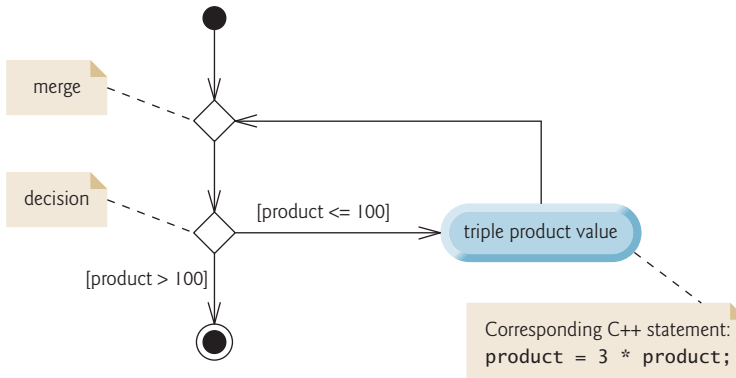 merge
decision
[product <= 100]
triple product value
[product > 100]
Corresponding C++ statement:
product = 3 * product;